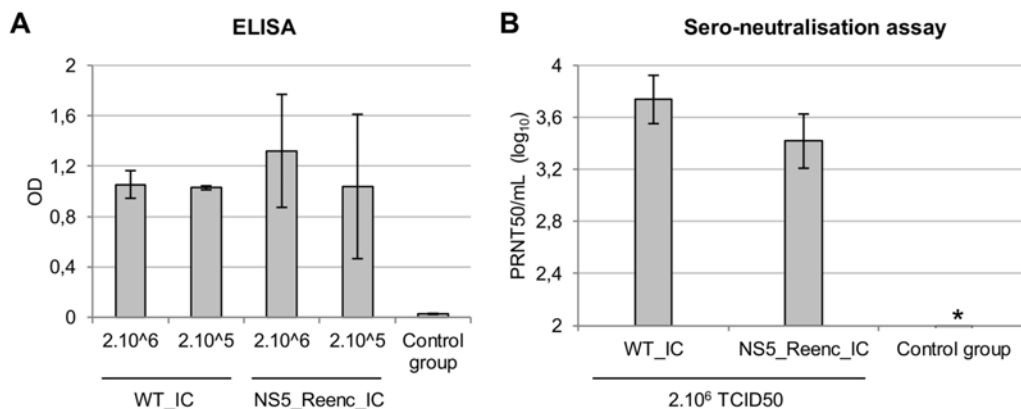 A
ELISA
2
1,6
1,2
0,8
0,4
0
OD
2.10^6
2.10^5
2.10^6
2.10^5
Control group
WT_IC
NS5_Reenc_IC
B
Sero-neutralisation assay
4
3,6
3,2
2,8
2,4
2
PRNT50/mL (log₁₀)
*
WT_IC
NS5_Reenc_IC
Control group
2.10⁶ TCID50